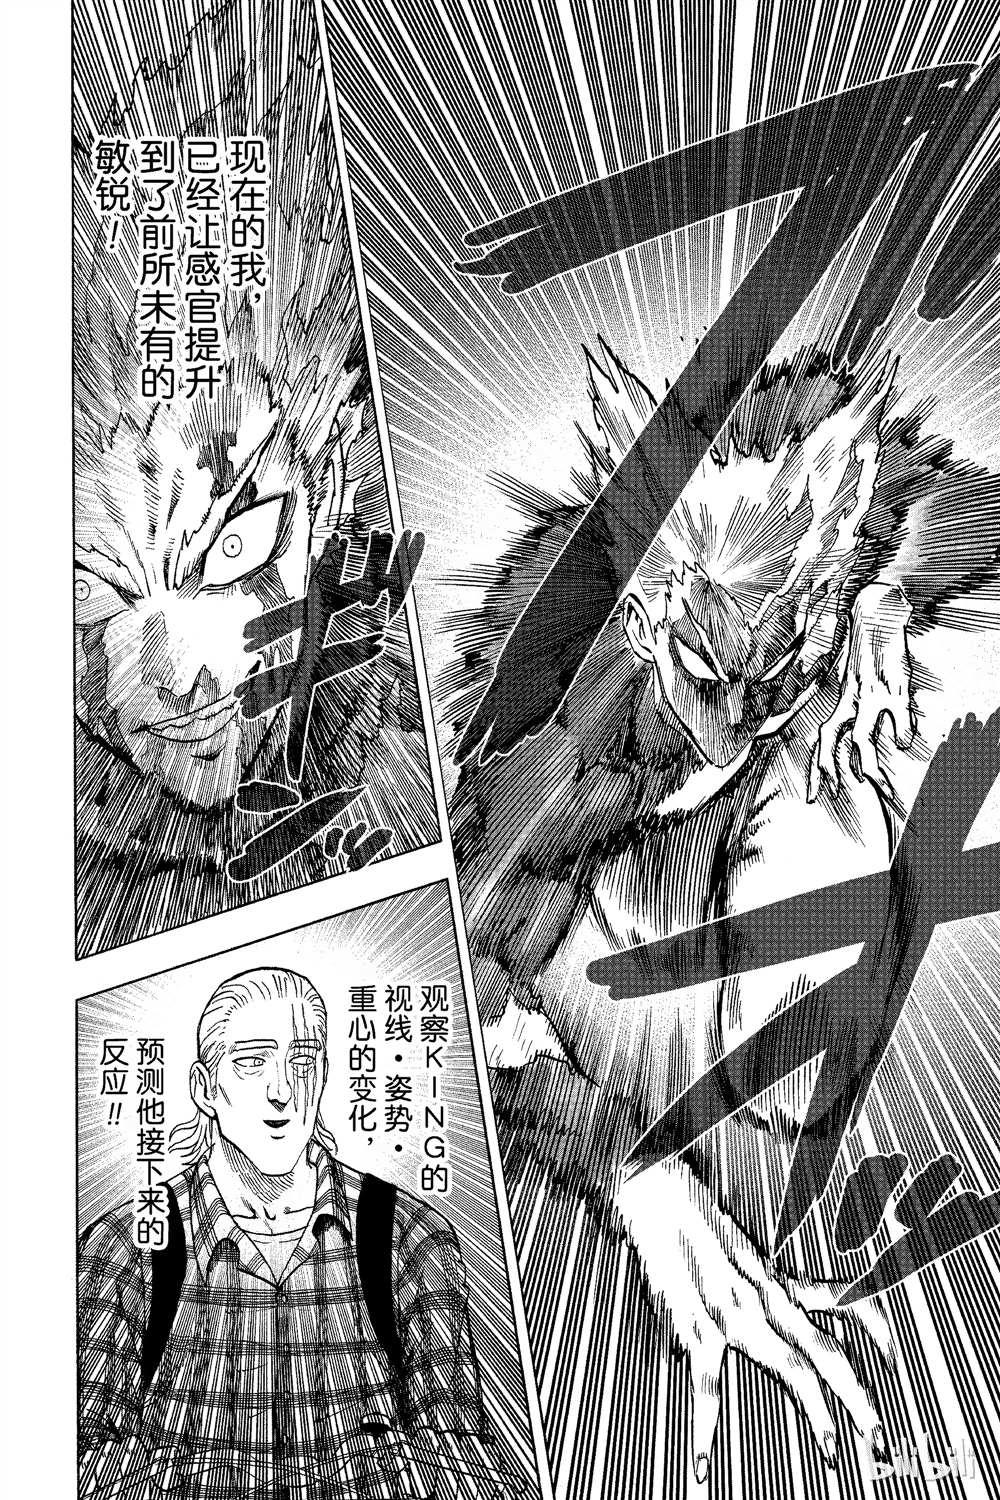 现在的我，
已经让感官提升
到了前所未有的
敏锐！
观察KING的
视线·姿势·
重心的变化，
预测他接下来的
反应!!
bilibili